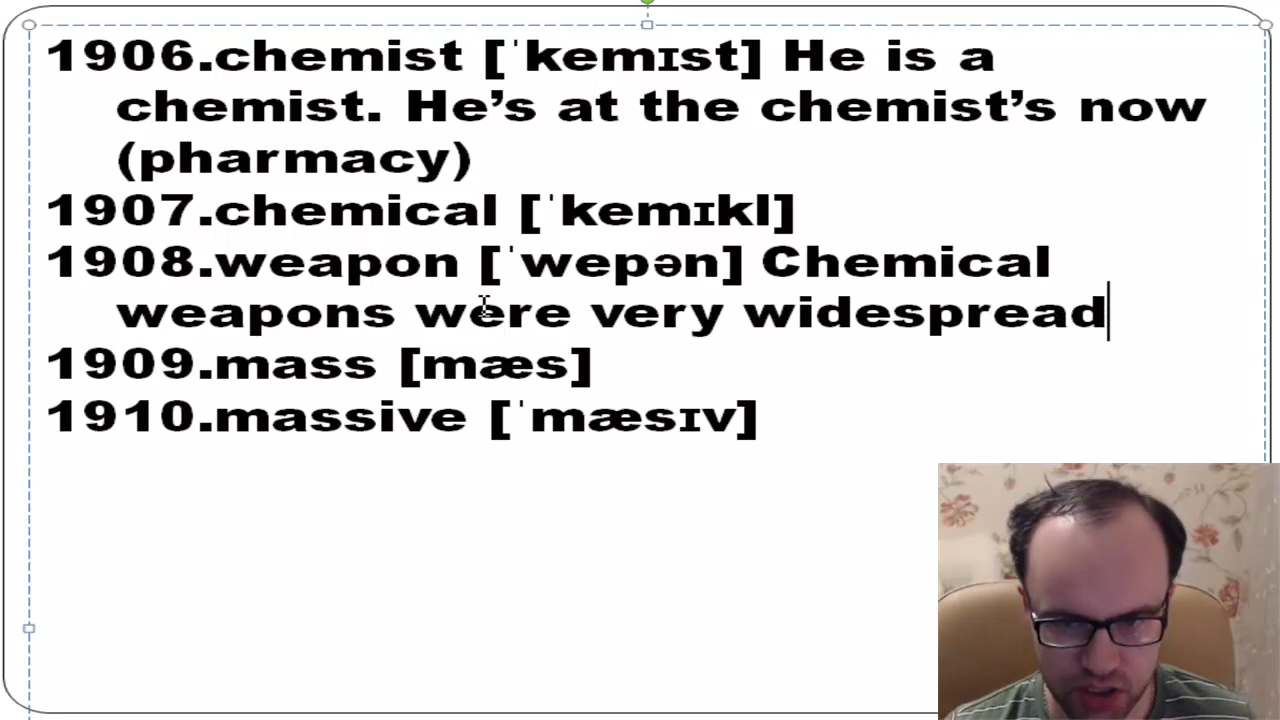 1906.chemist [ˈkemɪst] He is a
chemist. He’s at the chemist’s now
(pharmacy)
1907.chemical [ˈkemɪkl]
1908.weapon [ˈwepən] Chemical
weapons were very widespread
1909.mass [mæs]
1910.massive [ˈmæsɪv]